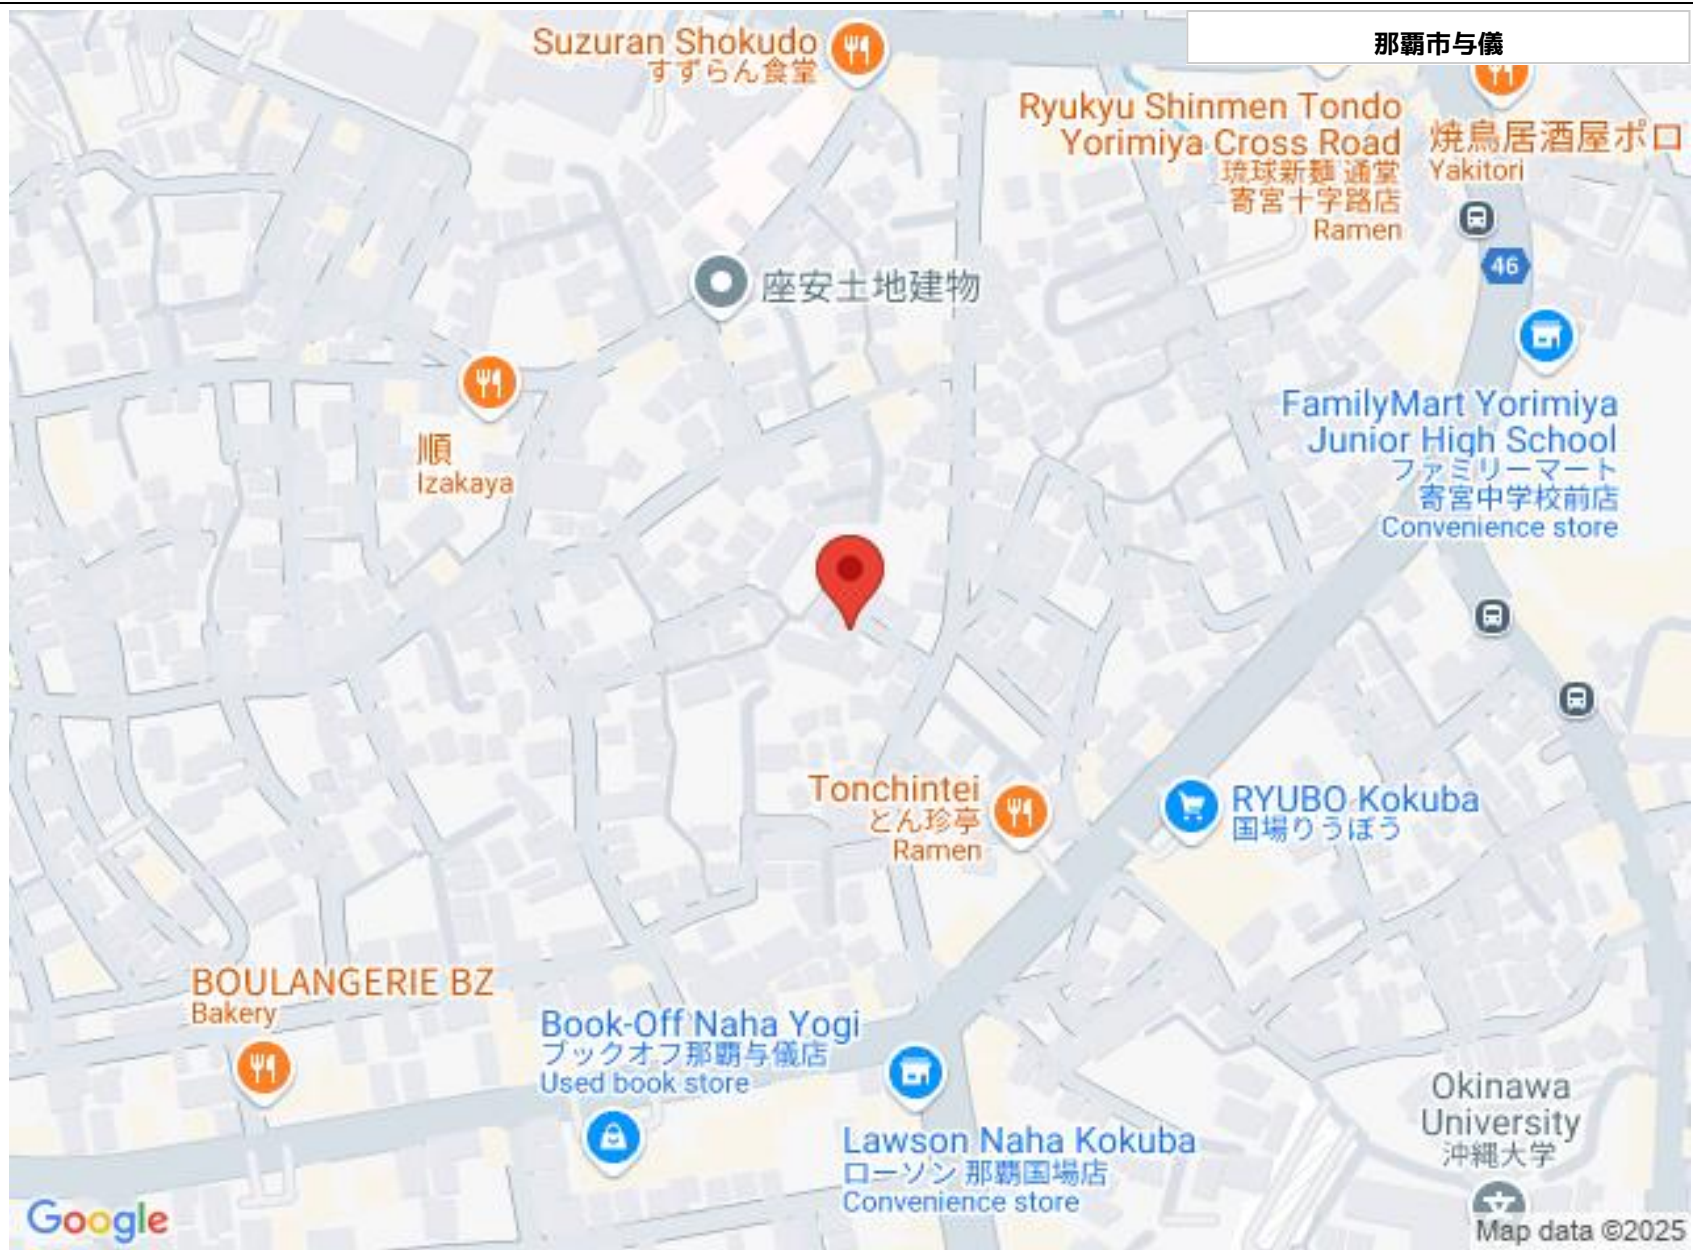 那覇市与儀
Suzuran Shokudo
すずらん食堂
Ryukyu Shinmen Tondo
Yorimiya Cross Road
琉球新麺 通堂
寄宮十字路店
Ramen
焼鳥居酒屋ポロ
Yakitori
46
座安土地建物
順
Izakaya
FamilyMart Yorimiya
Junior High School
ファミリーマート
寄宮中学校前店
Convenience store
Tonchintei
とん珍亭
Ramen
RYUBO Kokuba
国場りうぼう
BOULANGERIE BZ
Bakery
Book-Off Naha Yogi
ブックオフ那覇与儀店
Used book store
Lawson Naha Kokuba
ローソン 那覇国場店
Convenience store
Okinawa
University
沖縄大学
文
Google
Map data ©2025